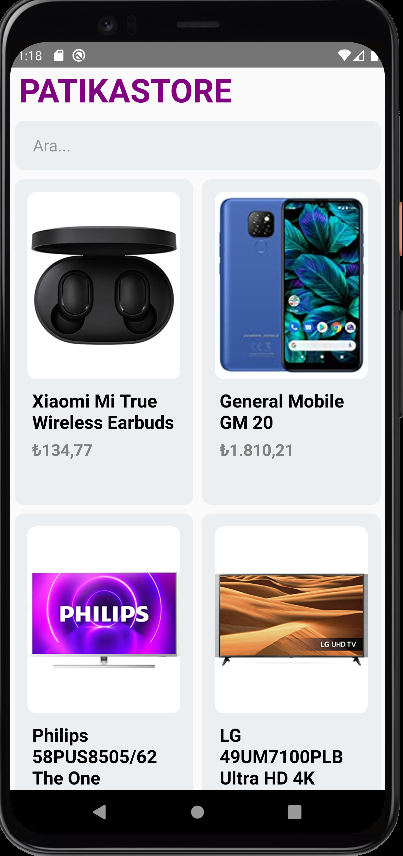 1:18
PATIKASTORE
Ara...
Xiaomi Mi True
Wireless Earbuds
₺134,77
General Mobile
GM 20
₺1.810,21
PHILIPS
LG UHD TV
Philips
58PUS8505/62
The One
LG
49UM7100PLB
Ultra HD 4K